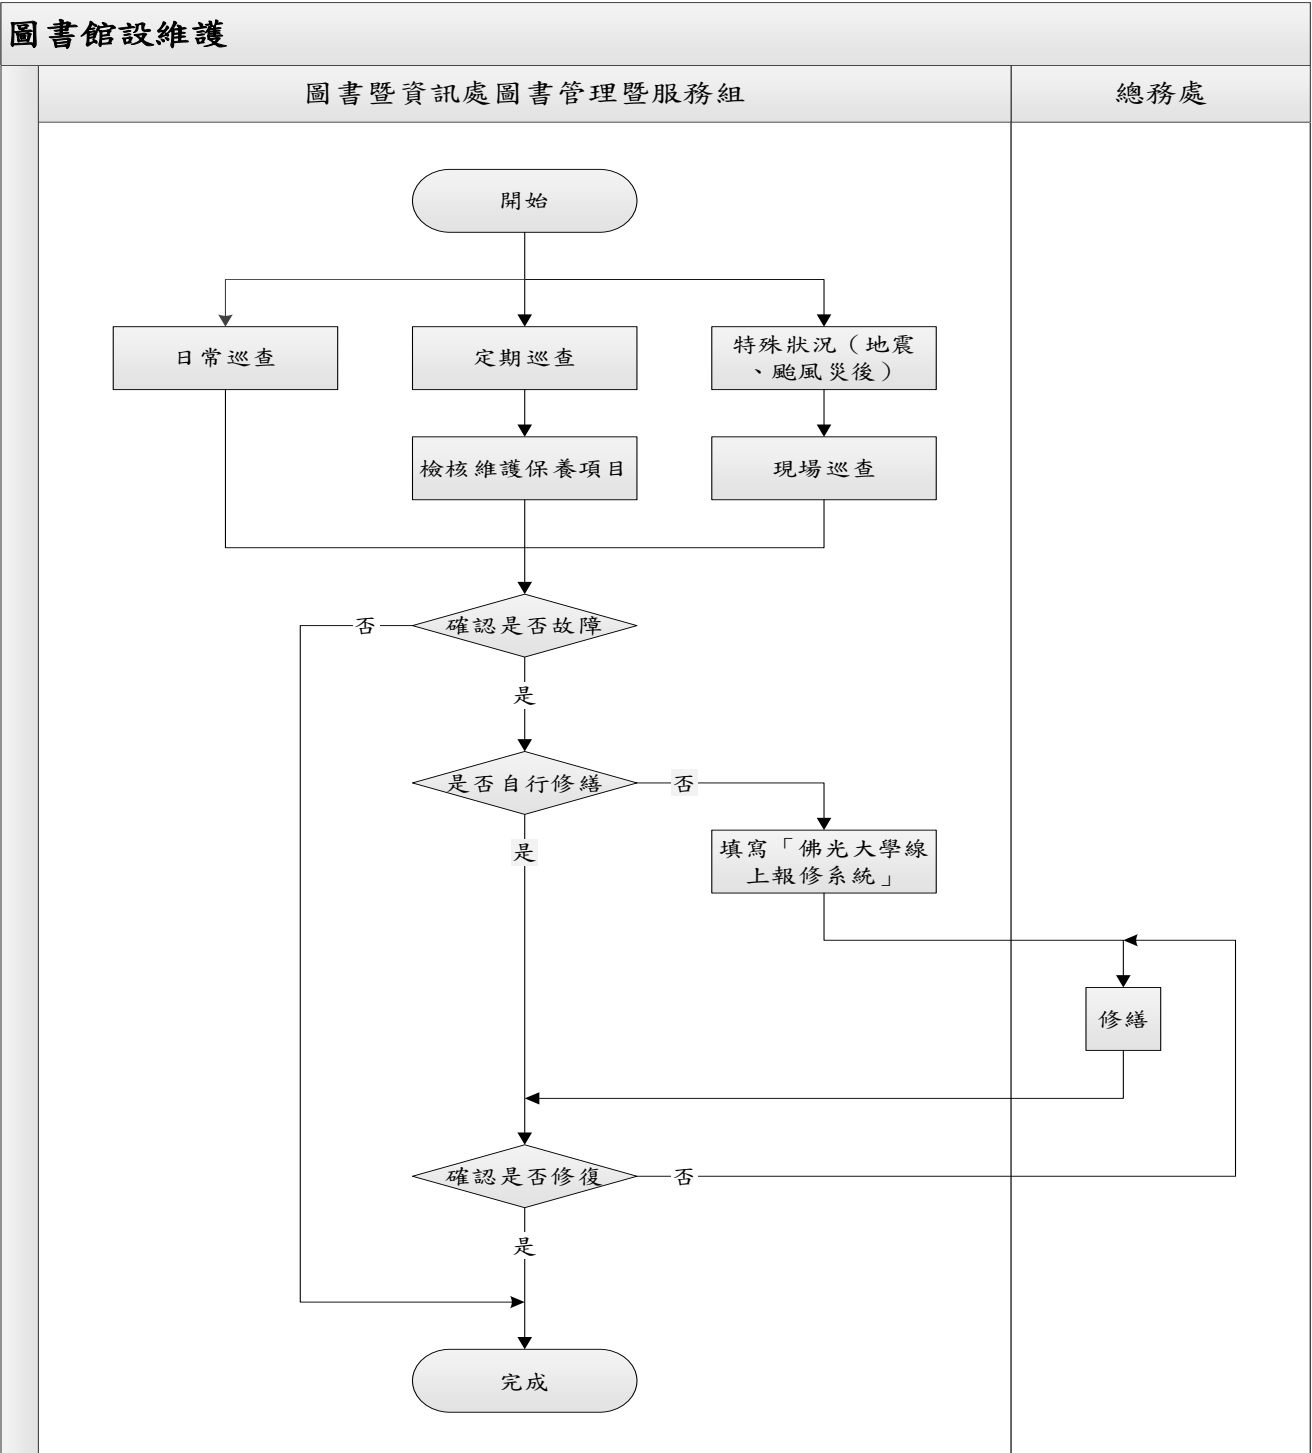 圖書館設維護
圖書暨資訊處圖書管理暨服務組
總務處
開始
日常巡查
定期巡查
特殊狀況（地震
、颱風災後）
檢核維護保養項目
現場巡查
確認是否故障
否
是
是否自行修繕
否
是
填寫「佛光大學線
上報修系統」
修繕
確認是否修復
否
是
完成